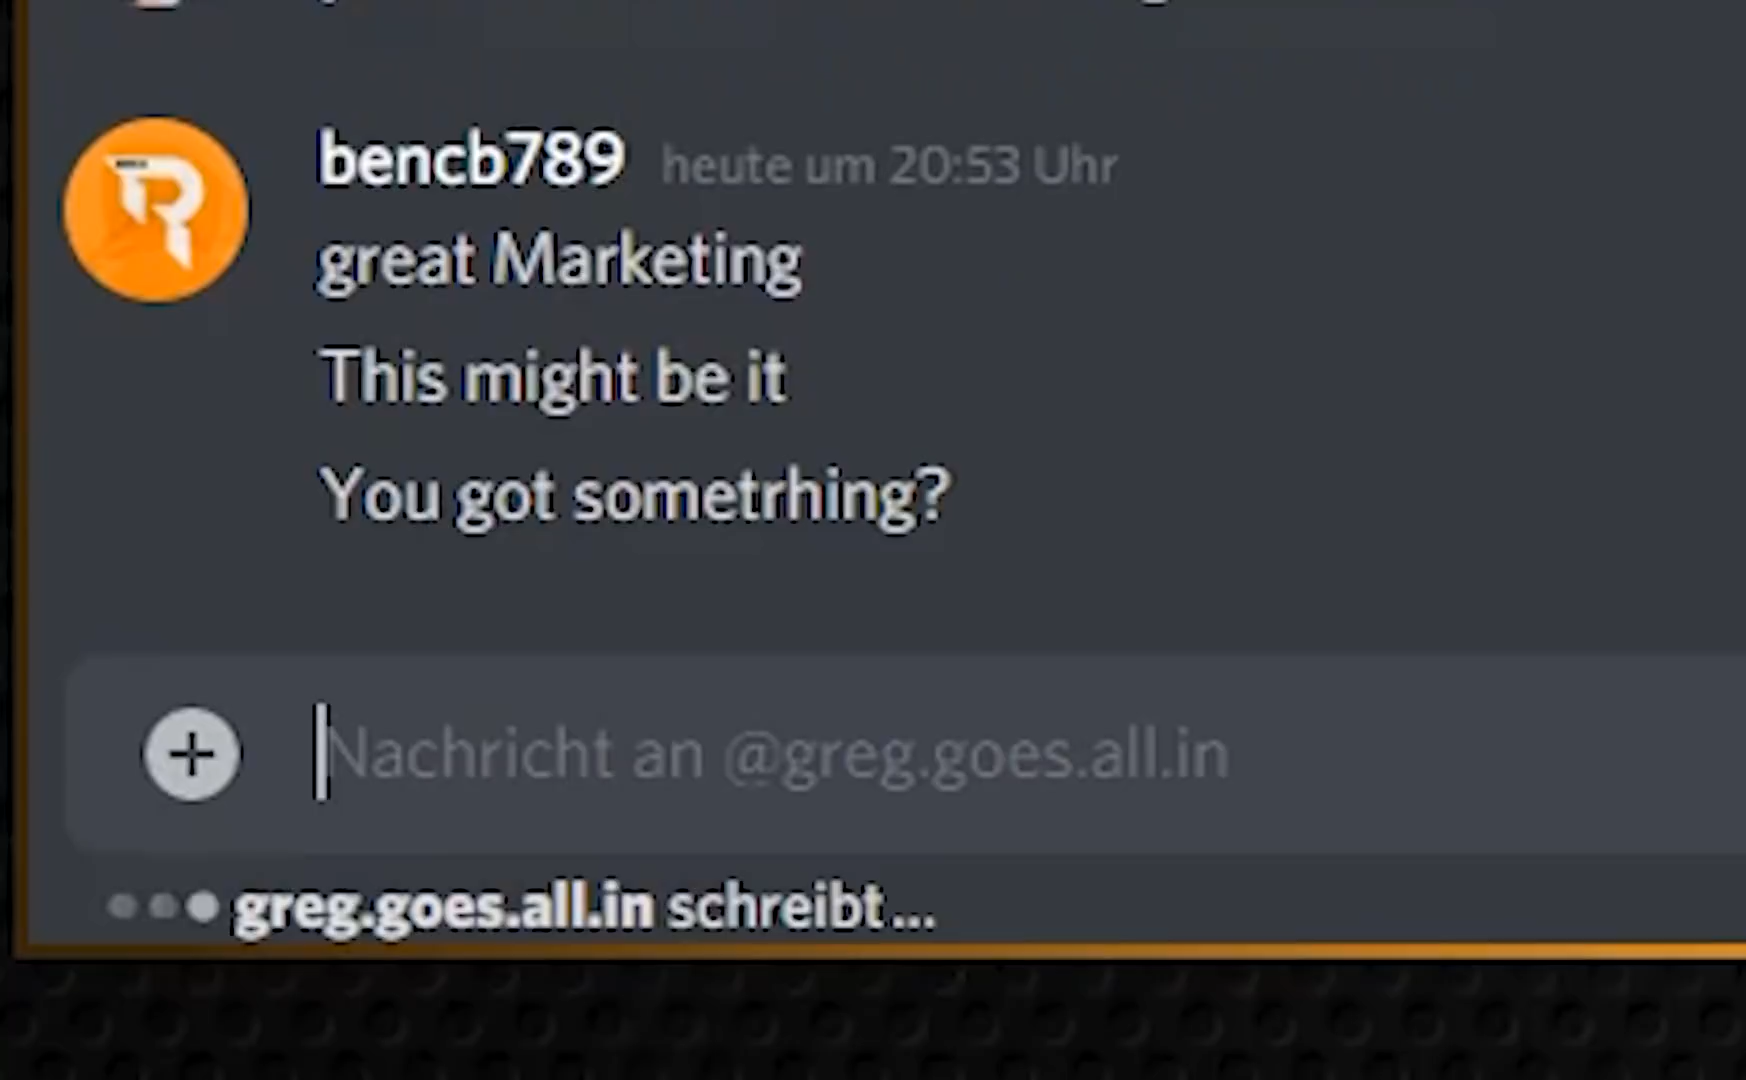 bencb789 heute um 20:53 Uhr
great Marketing
This might be it
You got sometrhing?
Nachricht an @greg.goes.all.in
greg.goes.all.in schreibt...